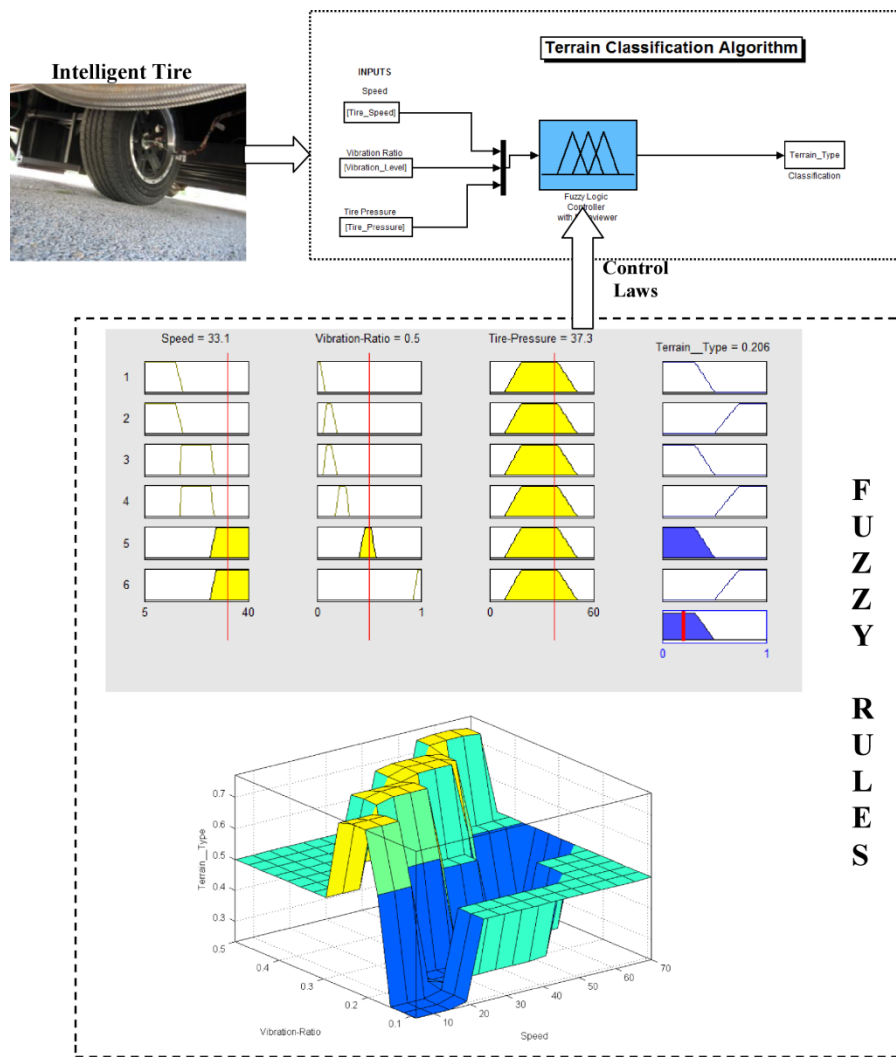 Intelligent Tire
Terrain Classification Algorithm
INPUTS
Speed
[Tire_Speed]
Vibration Ratio
[Vibration_Level]
Tire Pressure
[Tire_Pressure]
Fuzzy Logic
Controller
with
viewer
Terrain_Type
Classification
Control
Laws
Speed = 33.1
Vibration-Ratio = 0.5
Tire-Pressure = 37.3
Terrain__Type = 0.206
1
2
3
4
5
6
5 40
0 1
0 60
0 1
FUZZY
RULES
Terrain__Type
0.7
0.6
0.5
0.4
0.3
0.5
0.4
0.3
0.2
0.1
Vibration-Ratio
10
20
30
40
50
60
70
Speed